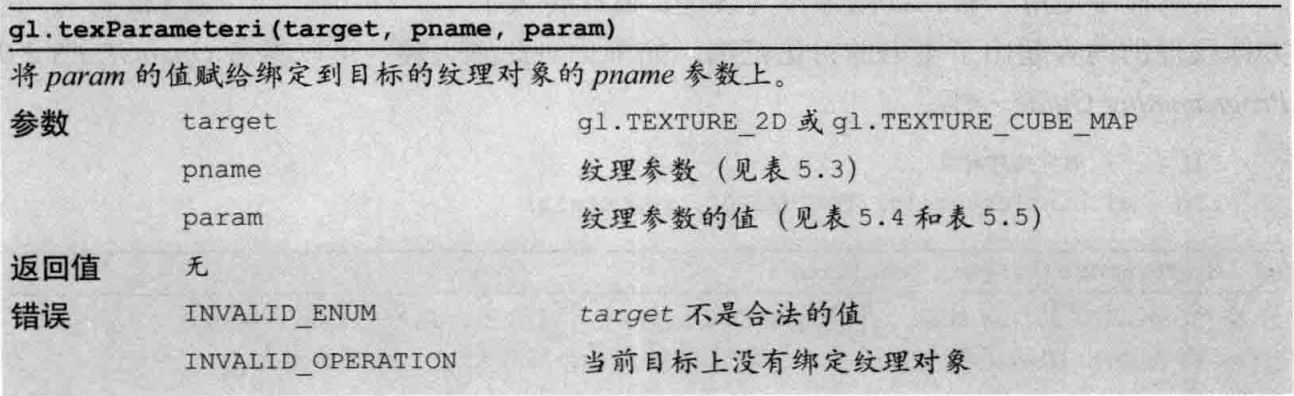 gl.texParameteri(target, pname, param)
将 param 的值赋给绑定到目标的纹理对象的 pname 参数上。
参数 target gl.TEXTURE_2D 或 gl.TEXTURE_CUBE_MAP
pname 纹理参数（见表 5.3）
param 纹理参数的值（见表 5.4 和表 5.5）
返回值 无
错误 INVALID_ENUM target 不是合法的值
INVALID_OPERATION 当前目标上没有绑定纹理对象